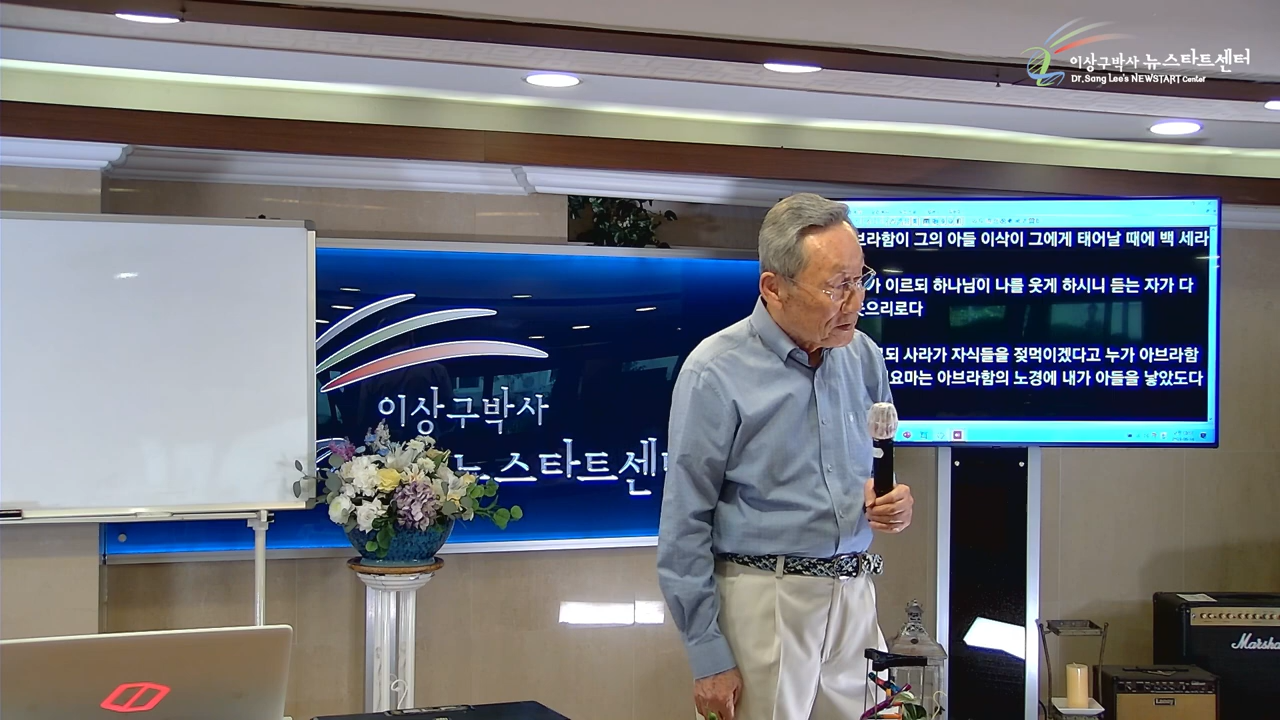 이상구박사 뉴스타트센터
Dr. Sang Lee's NEWSTART Center
브라함이 그의 아들 이삭이 그에게 태어날 때에 백 세라
가 이르되 하나님이 나를 웃게 하시니 듣는 자가 다
웃으리로다
되 사라가 자식들을 젖먹이겠다고 누가 아브라함
요마는 아브라함의 노경에 내가 아들을 낳았도다
이상구박사
뉴스타트센
Marsha
Laney